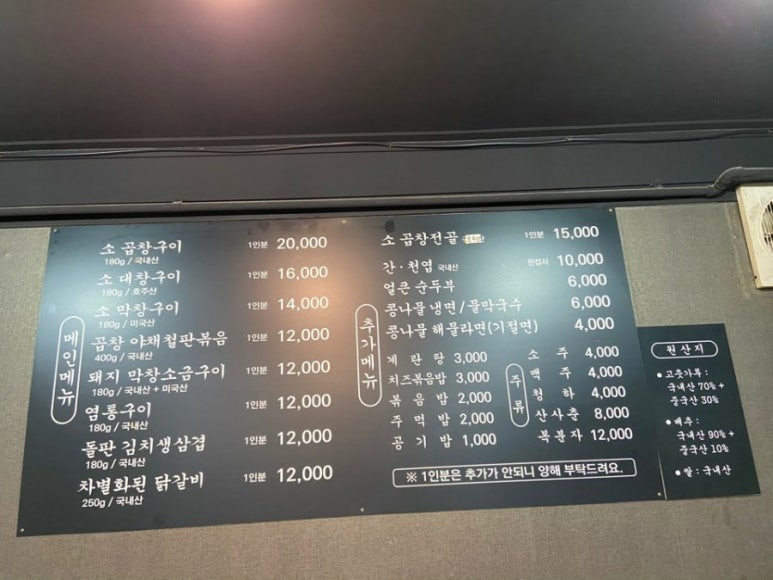 메인메뉴
소 곱창구이 1인분 20,000
180g / 국내산
소 대창구이 1인분 16,000
180g / 호주산
소 막창구이 1인분 14,000
180g / 미국산
곱창 야채철판볶음 1인분 12,000
400g / 국내산
돼지 막창소금구이 1인분 12,000
180g / 국내산 + 미국산
염통구이 1인분 12,000
180g / 국내산
돌판 김치생삼겹 1인분 12,000
180g / 국내산
차별화된 닭갈비 1인분 12,000
250g / 국내산
추가메뉴
소 곱창전골 1인분 15,000
간·천엽 국내산 한접시 10,000
얼큰 순두부 6,000
콩나물 냉면 / 물막국수 6,000
콩나물 해물라면(기절면) 4,000
계란탕 3,000
치즈볶음밥 3,000
볶음밥 2,000
주먹밥 2,000
공기밥 1,000
주류
소주 4,000
맥주 4,000
청하 4,000
산사춘 8,000
복분자 12,000
※ 1인분은 추가가 안되니 양해 부탁드려요.
원산지
• 고춧가루 :
국내산 70% +
중국산 30%
• 배추 :
국내산 90% +
중국산 10%
• 쌀 : 국내산